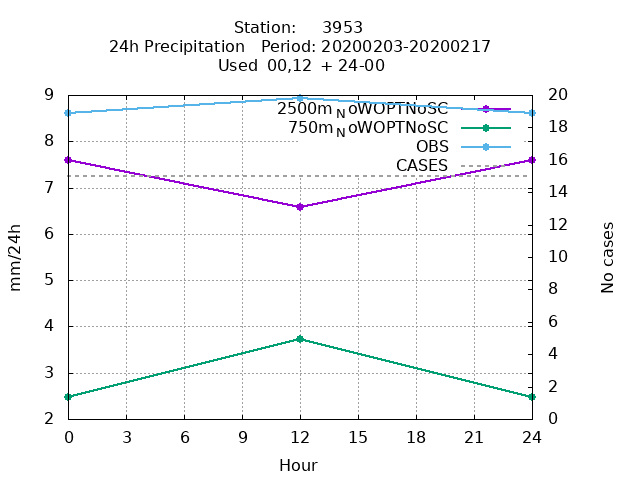 Station: 3953
24h Precipitation Period: 20200203-20200217
Used 00,12 + 24-00
9 20
2500m NoWOPTNoSC
750m NoWOPTNoSC
OBS
CASES
8 18
7 16
6 14
5 12
4 10
3 8
2 6
4
2
0
mm/24h
No cases
0 3 6 9 12 15 18 21 24
Hour